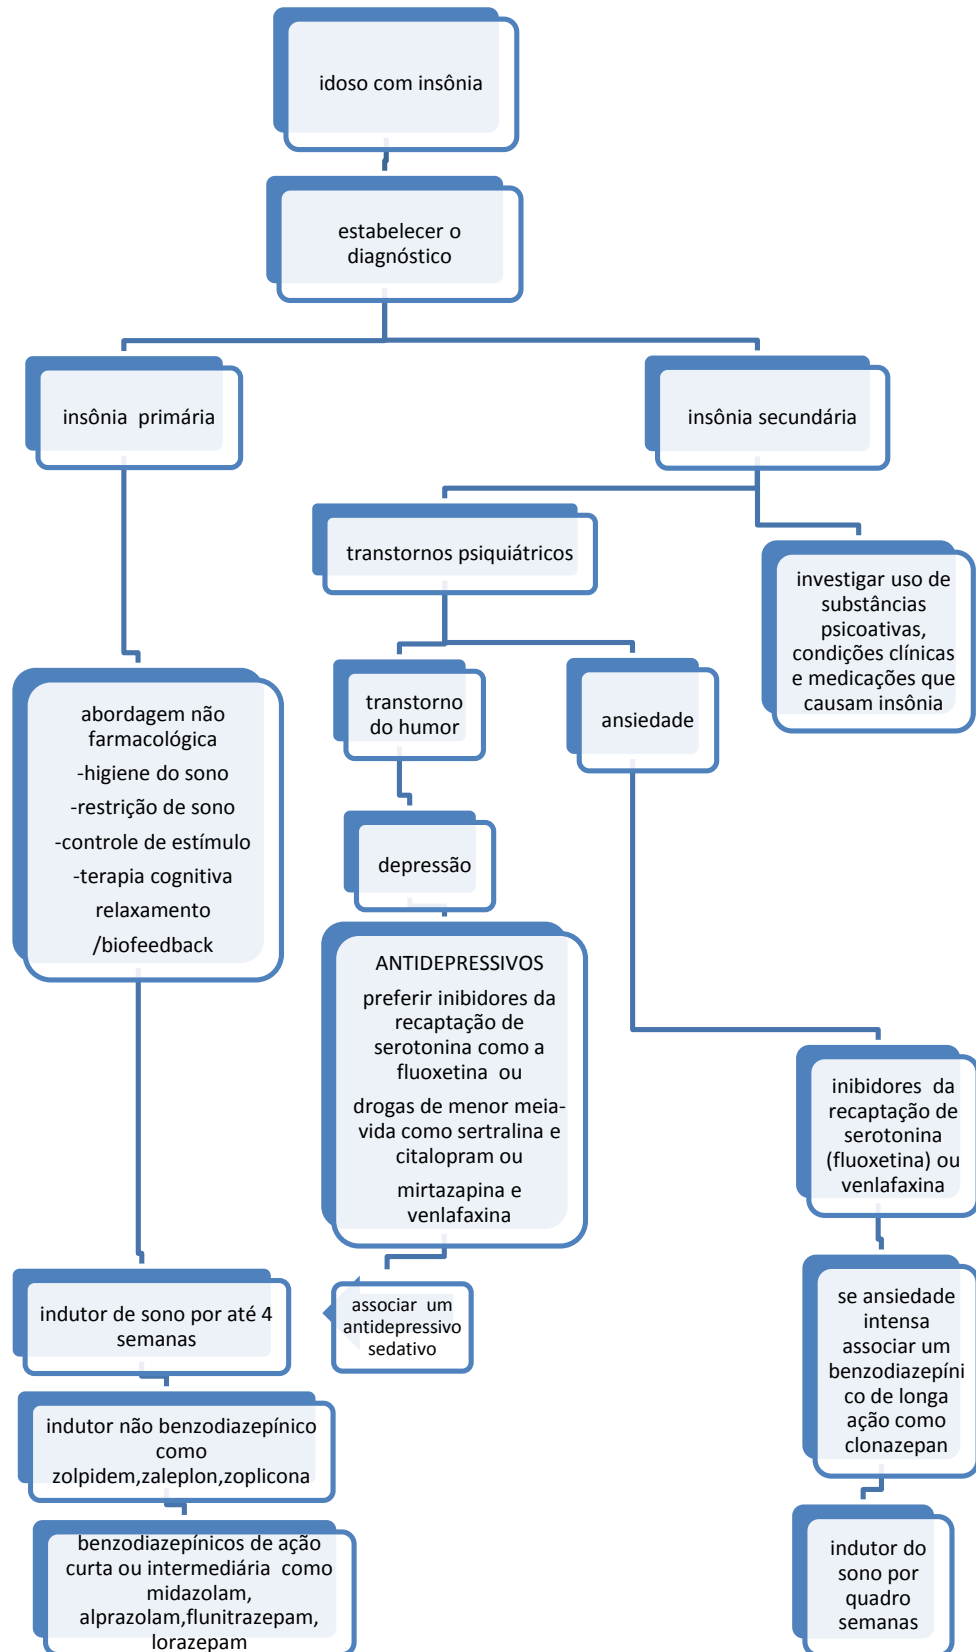 idoso com insônia
estabelecer o
diagnóstico
insônia primária
insônia secundária
transtornos psiquiátricos
investigar uso de
substâncias
psicoativas,
condições clínicas
e medicações que
causam insônia
transtorno
do humor
ansiedade
abordagem não
farmacológica
-higiene do sono
-restrição de sono
-controle de estímulo
-terapia cognitiva
relaxamento
/biofeedback
depressão
ANTIDEPRESSIVOS
preferir inibidores da
recaptação de
serotonina como a
fluoxetina ou
drogas de menor meia-
vida como sertralina e
citalopram ou
mirtazapina e
venlafaxina
inibidores da
recaptação de
serotonina
(fluoxetina) ou
venlafaxina
indutor de sono por até 4
semanas
associar um
antidepressivo
sedativo
se ansiedade
intensa
associar um
benzodiazepíni
co de longa
ação como
clonazepan
indutor não benzodiazepínico
como
zolpidem,zaleplon,zoplicona
benzodiazepínicos de ação
curta ou intermediária como
midazolam,
alprazolam,flunitrazepam,
lorazepam
indutor do
sono por
quadro
semanas